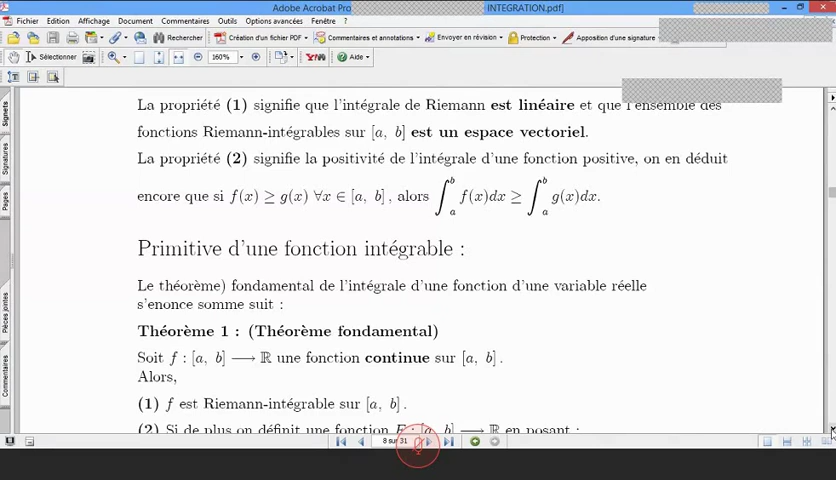 Adobe Acrobat Pro
INTEGRATION.pdf]
Fichier Edition Affichage Document Commentaires Outils Options avancées Fenêtre ?
Rechercher Création d'un fichier PDF Commentaires et annotations Envoyer en révision Protection Apposition d'une signature
Sélectionner 160% Aide
Signets
Signatures
Pages
Pièces jointes
Commentaires
La propriété (1) signifie que l'intégrale de Riemann est linéaire et que l'ensemble des
fonctions Riemann-intégrables sur [a, b] est un espace vectoriel.
La propriété (2) signifie la positivité de l'intégrale d'une fonction positive, on en déduit
encore que si f(x) ≥ g(x) ∀x ∈ [a, b], alors ∫_a^b f(x)dx ≥ ∫_a^b g(x)dx.
Primitive d'une fonction intégrable :
Le théorème) fondamental de l'intégrale d'une fonction d'une variable réelle
s'enonce somme suit :
Théorème 1 : (Théorème fondamental)
Soit f : [a, b] ⟶ ℝ une fonction continue sur [a, b].
Alors,
(1) f est Riemann-intégrable sur [a, b].
(2) Si de plus on définit une fonction F : [a, b] ⟶ ℝ en posant :
8 sur 31